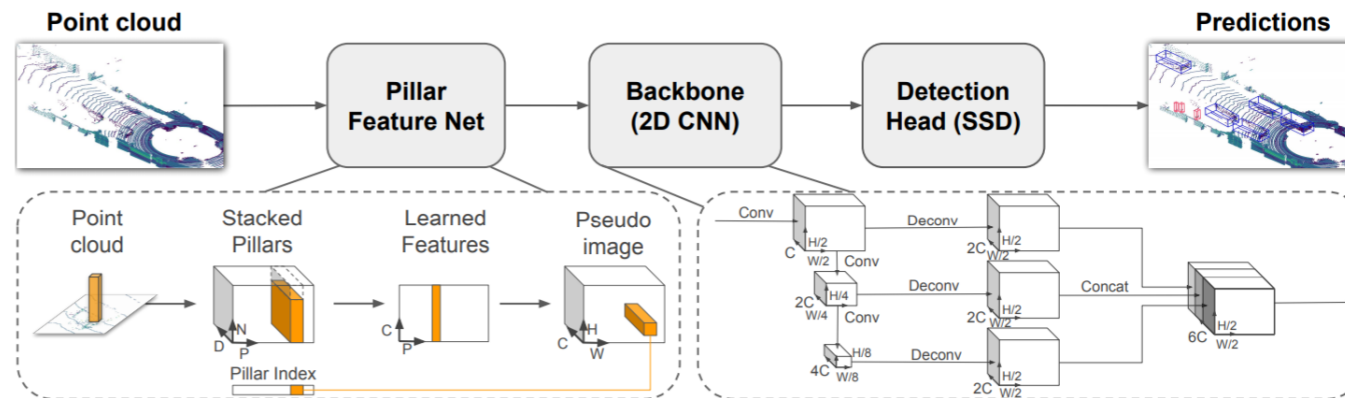 Point cloud
Predictions
Pillar
Feature Net
Backbone
(2D CNN)
Detection
Head (SSD)
Point
cloud
Stacked
Pillars
Learned
Features
Pseudo
image
N
D
P
C
P
H
C
W
Pillar Index
Conv
H/2
C
W/2
Deconv
2C
H/2
W/2
Conv
H/4
2C
W/4
Deconv
2C
H/2
W/2
Concat
Conv
H/8
4C
W/8
Deconv
2C
H/2
W/2
6C
H/2
W/2